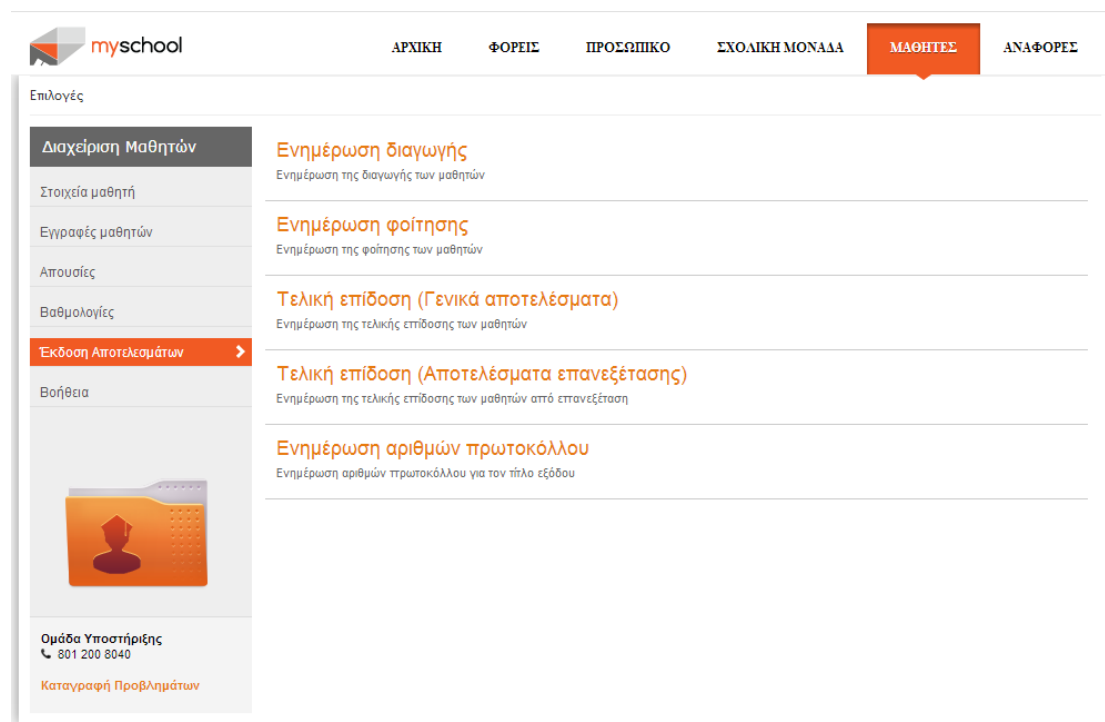 myschool
ΑΡΧΙΚΗ ΦΟΡΕΙΣ ΠΡΟΣΩΠΙΚΟ ΣΧΟΛΙΚΗ ΜΟΝΑΔΑ ΜΑΘΗΤΕΣ ΑΝΑΦΟΡΕΣ
Επιλογές
Διαχείριση Μαθητών
Στοιχεία μαθητή
Εγγραφές μαθητών
Απουσίες
Βαθμολογίες
Έκδοση Αποτελεσμάτων
Βοήθεια
Ομάδα Υποστήριξης
801 200 8040
Καταγραφή Προβλημάτων
Ενημέρωση διαγωγής
Ενημέρωση της διαγωγής των μαθητών
Ενημέρωση φοίτησης
Ενημέρωση της φοίτησης των μαθητών
Τελική επίδοση (Γενικά αποτελέσματα)
Ενημέρωση της τελικής επίδοσης των μαθητών
Τελική επίδοση (Αποτελέσματα επανεξέτασης)
Ενημέρωση της τελικής επίδοσης των μαθητών από επανεξέταση
Ενημέρωση αριθμών πρωτοκόλλου
Ενημέρωση αριθμών πρωτοκόλλου για τον τίτλο εξόδου